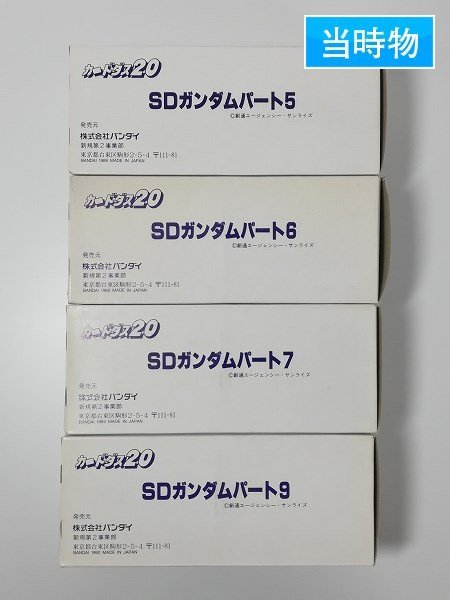 当時物
カードダス20
SDガンダムパート5
©創通エージェンシー・サンライズ
発売元
株式会社バンダイ
新規第2事業部
東京都台東区駒形2-5-4 〒111-81
BANDAI 1989 MADE IN JAPAN
カードダス20
SDガンダムパート6
©創通エージェンシー・サンライズ
発売元
株式会社バンダイ
新規第2事業部
東京都台東区駒形2-5-4 〒111-81
BANDAI 1989 MADE IN JAPAN
カードダス20
SDガンダムパート7
©創通エージェンシー・サンライズ
発売元
株式会社バンダイ
新規第2事業部
東京都台東区駒形2-5-4 〒111-81
BANDAI 1989 MADE IN JAPAN
カードダス20
SDガンダムパート9
©創通エージェンシー・サンライズ
発売元
株式会社バンダイ
新規第2事業部
東京都台東区駒形2-5-4 〒111-81
BANDAI 1990 MADE IN JAPAN